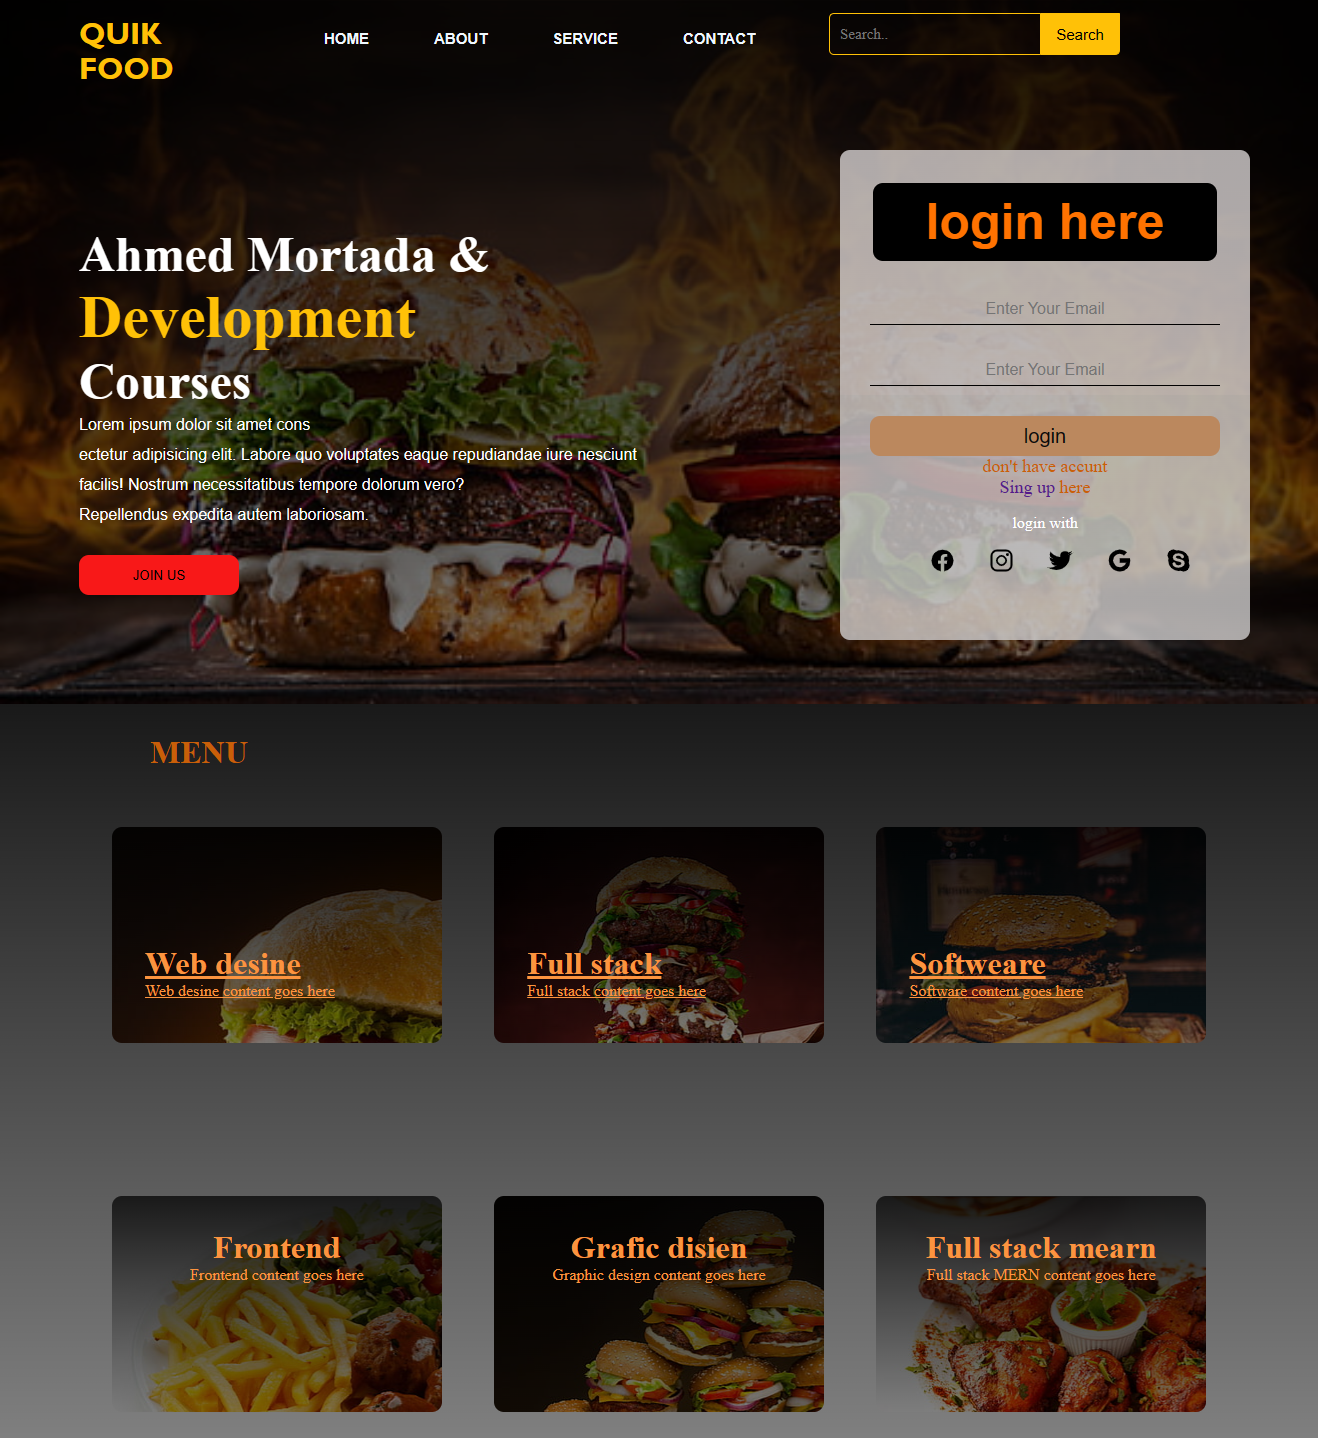 QUIK
FOOD
HOME ABOUT SERVICE CONTACT
Search.. Search
Ahmed Mortada &
Development
Courses
Lorem ipsum dolor sit amet cons
ectetur adipisicing elit. Labore quo voluptates eaque repudiandae iure nesciunt
facilis! Nostrum necessitatibus tempore dolorum vero?
Repellendus expedita autem laboriosam.
JOIN US
login here
Enter Your Email
Enter Your Email
login
don't have accunt
Sing up here
login with
MENU
Web desine
Web desine content goes here
Full stack
Full stack content goes here
Softweare
Software content goes here
Frontend
Frontend content goes here
Grafic disien
Graphic design content goes here
Full stack mearn
Full stack MERN content goes here